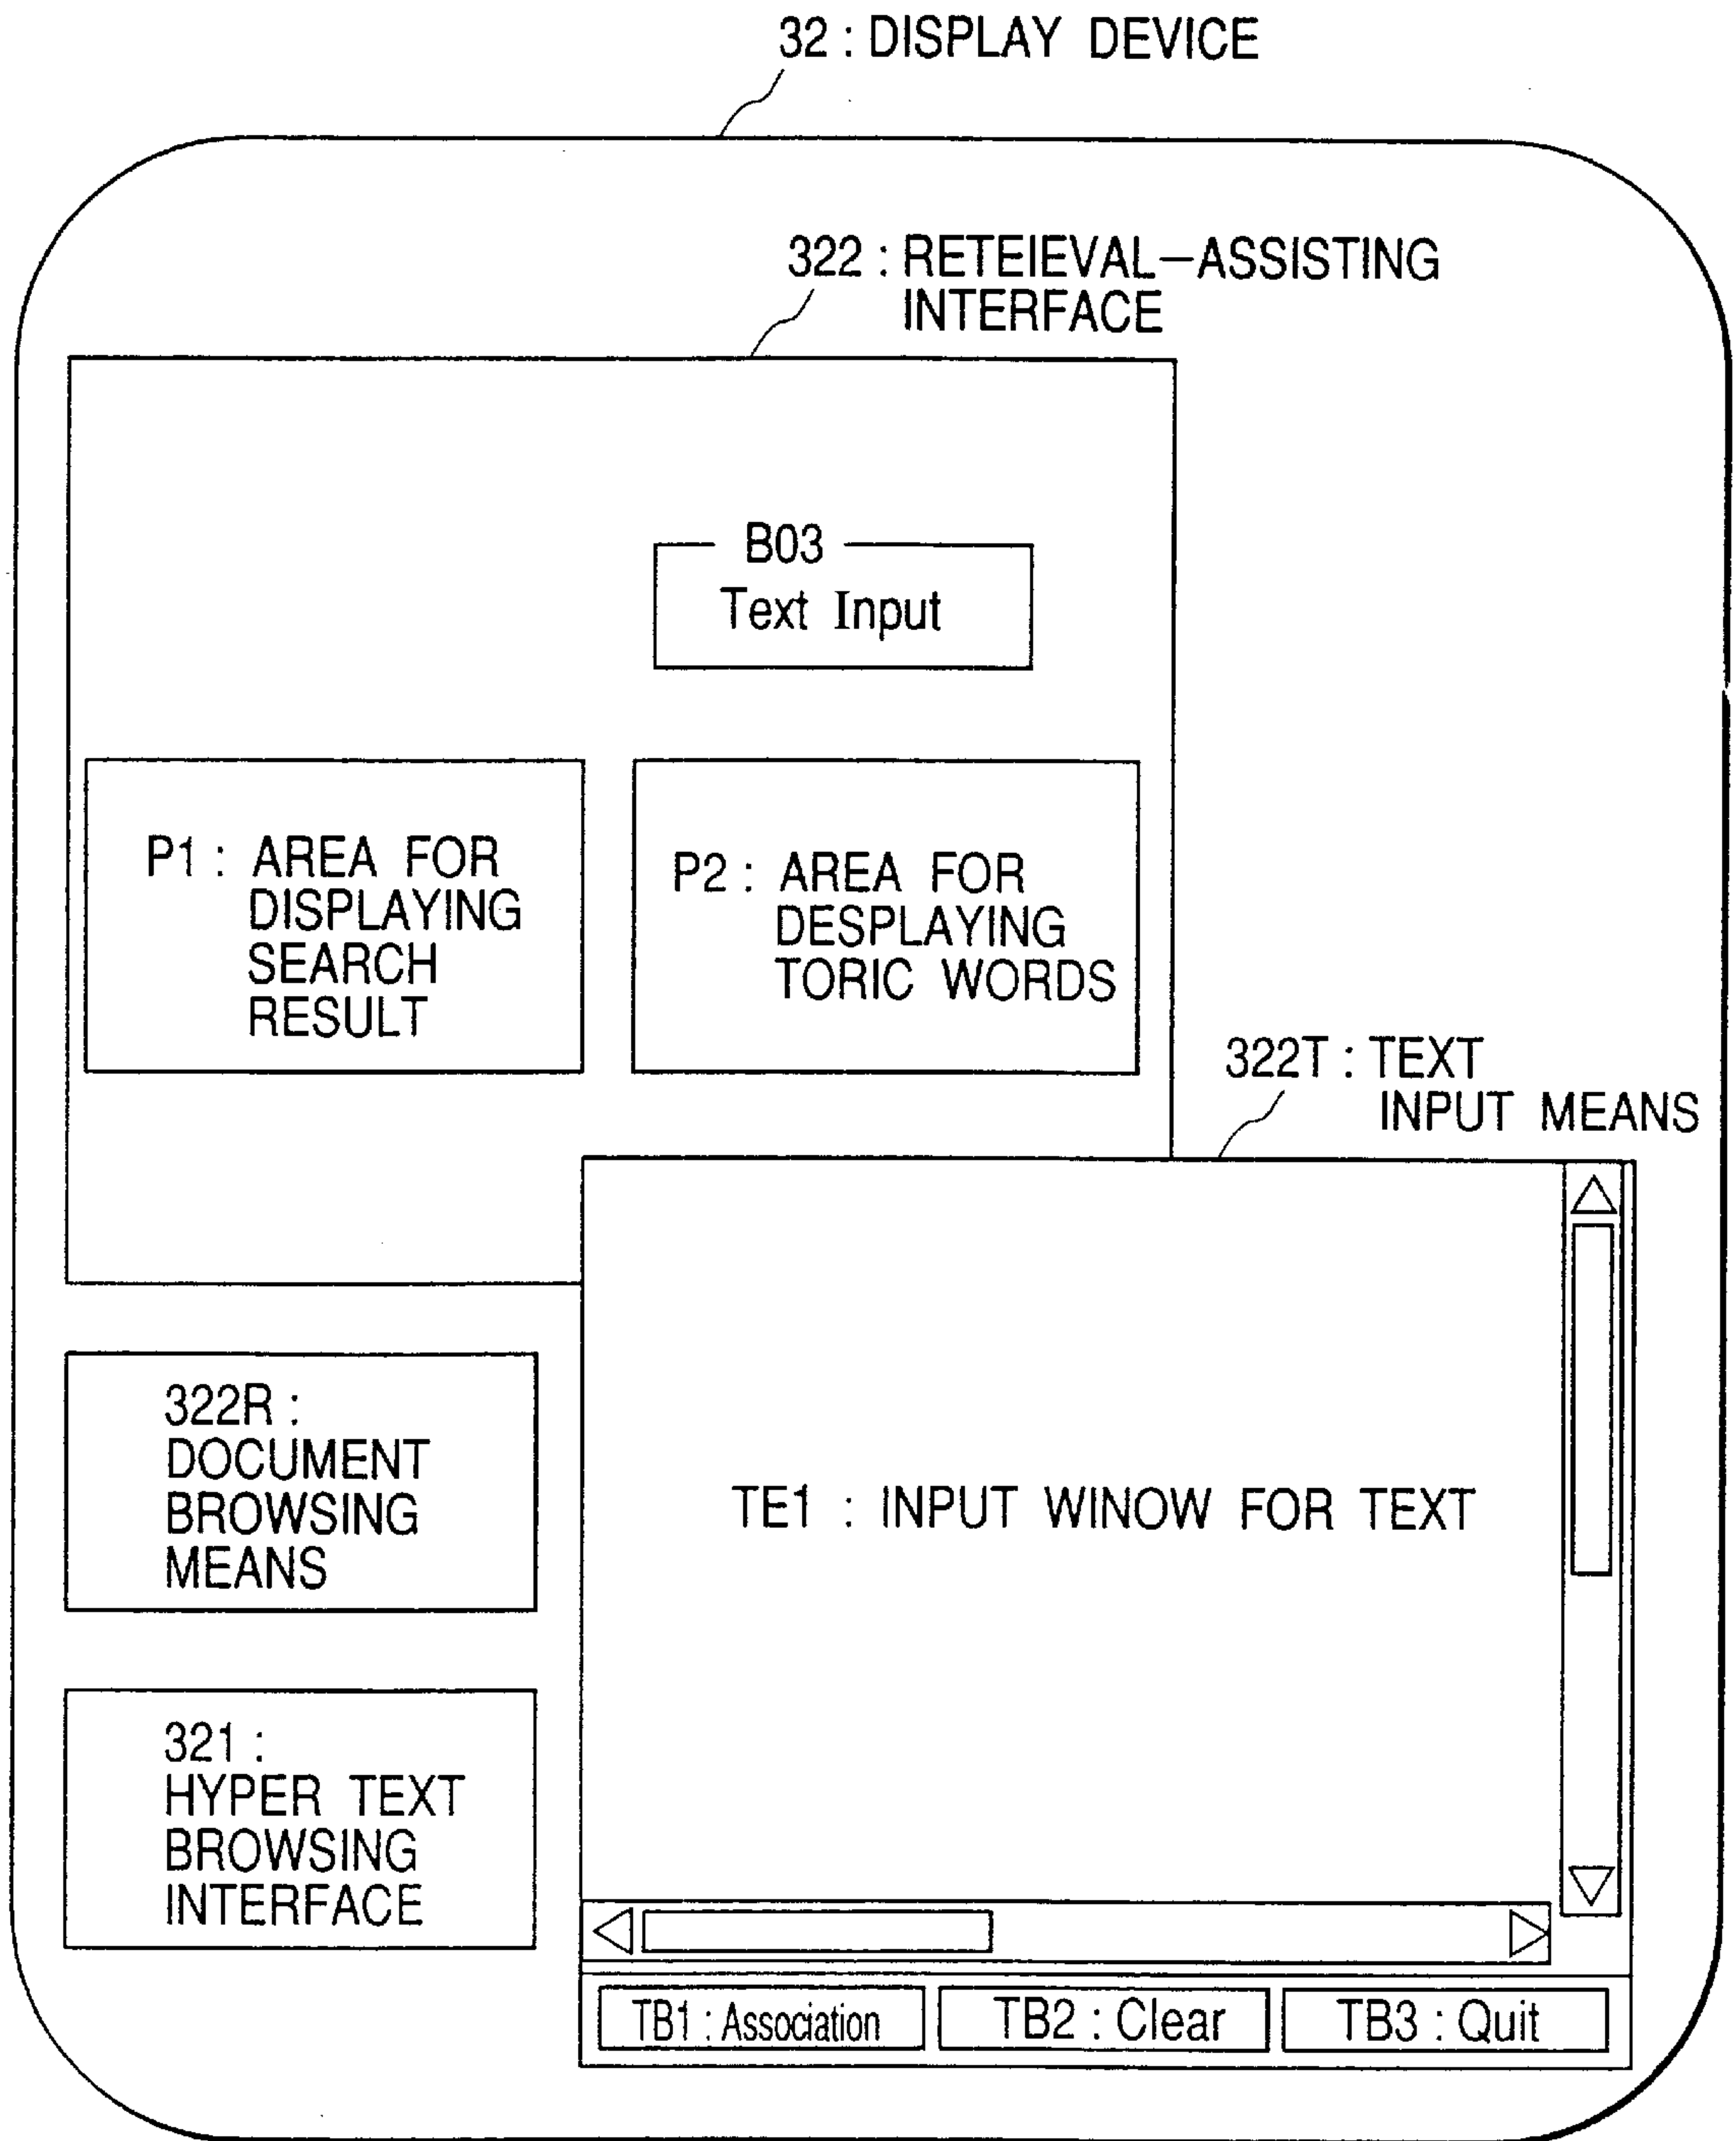 32 : DISPLAY DEVICE
322 : RETEIEVAL-ASSISTING
INTERFACE
B03
Text Input
P1 : AREA FOR
DISPLAYING
SEARCH
RESULT
P2 : AREA FOR
DESPLAYING
TORIC WORDS
322T : TEXT
INPUT MEANS
322R :
DOCUMENT
BROWSING
MEANS
TE1 : INPUT WINOW FOR TEXT
321 :
HYPER TEXT
BROWSING
INTERFACE
TB1 : Association
TB2 : Clear
TB3 : Quit